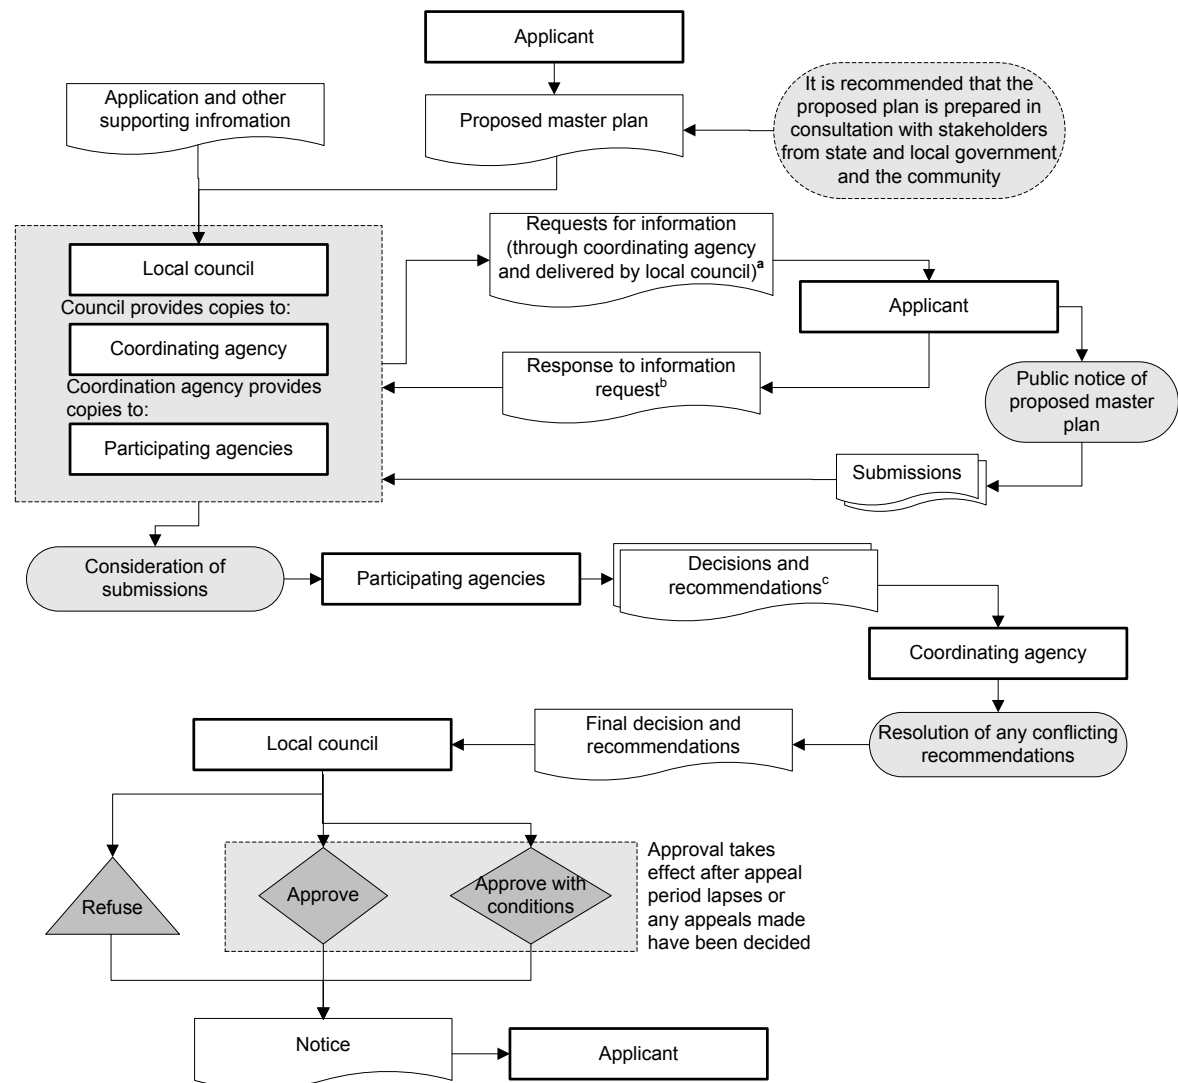 Applicant
Application and other
supporting infromation
Proposed master plan
It is recommended that the
proposed plan is prepared in
consultation with stakeholders
from state and local government
and the community
Requests for information
(through coordinating agency
and delivered by local council)a
Local council
Council provides copies to:
Coordinating agency
Coordination agency provides
copies to:
Participating agencies
Applicant
Response to information
requestb
Public notice of
proposed master
plan
Submissions
Consideration of
submissions
Participating agencies
Decisions and
recommendationsc
Coordinating agency
Resolution of any conflicting
recommendations
Final decision and
recommendations
Local council
Refuse
Approve
Approve with
conditions
Approval takes
effect after appeal
period lapses or
any appeals made
have been decided
Notice
Applicant